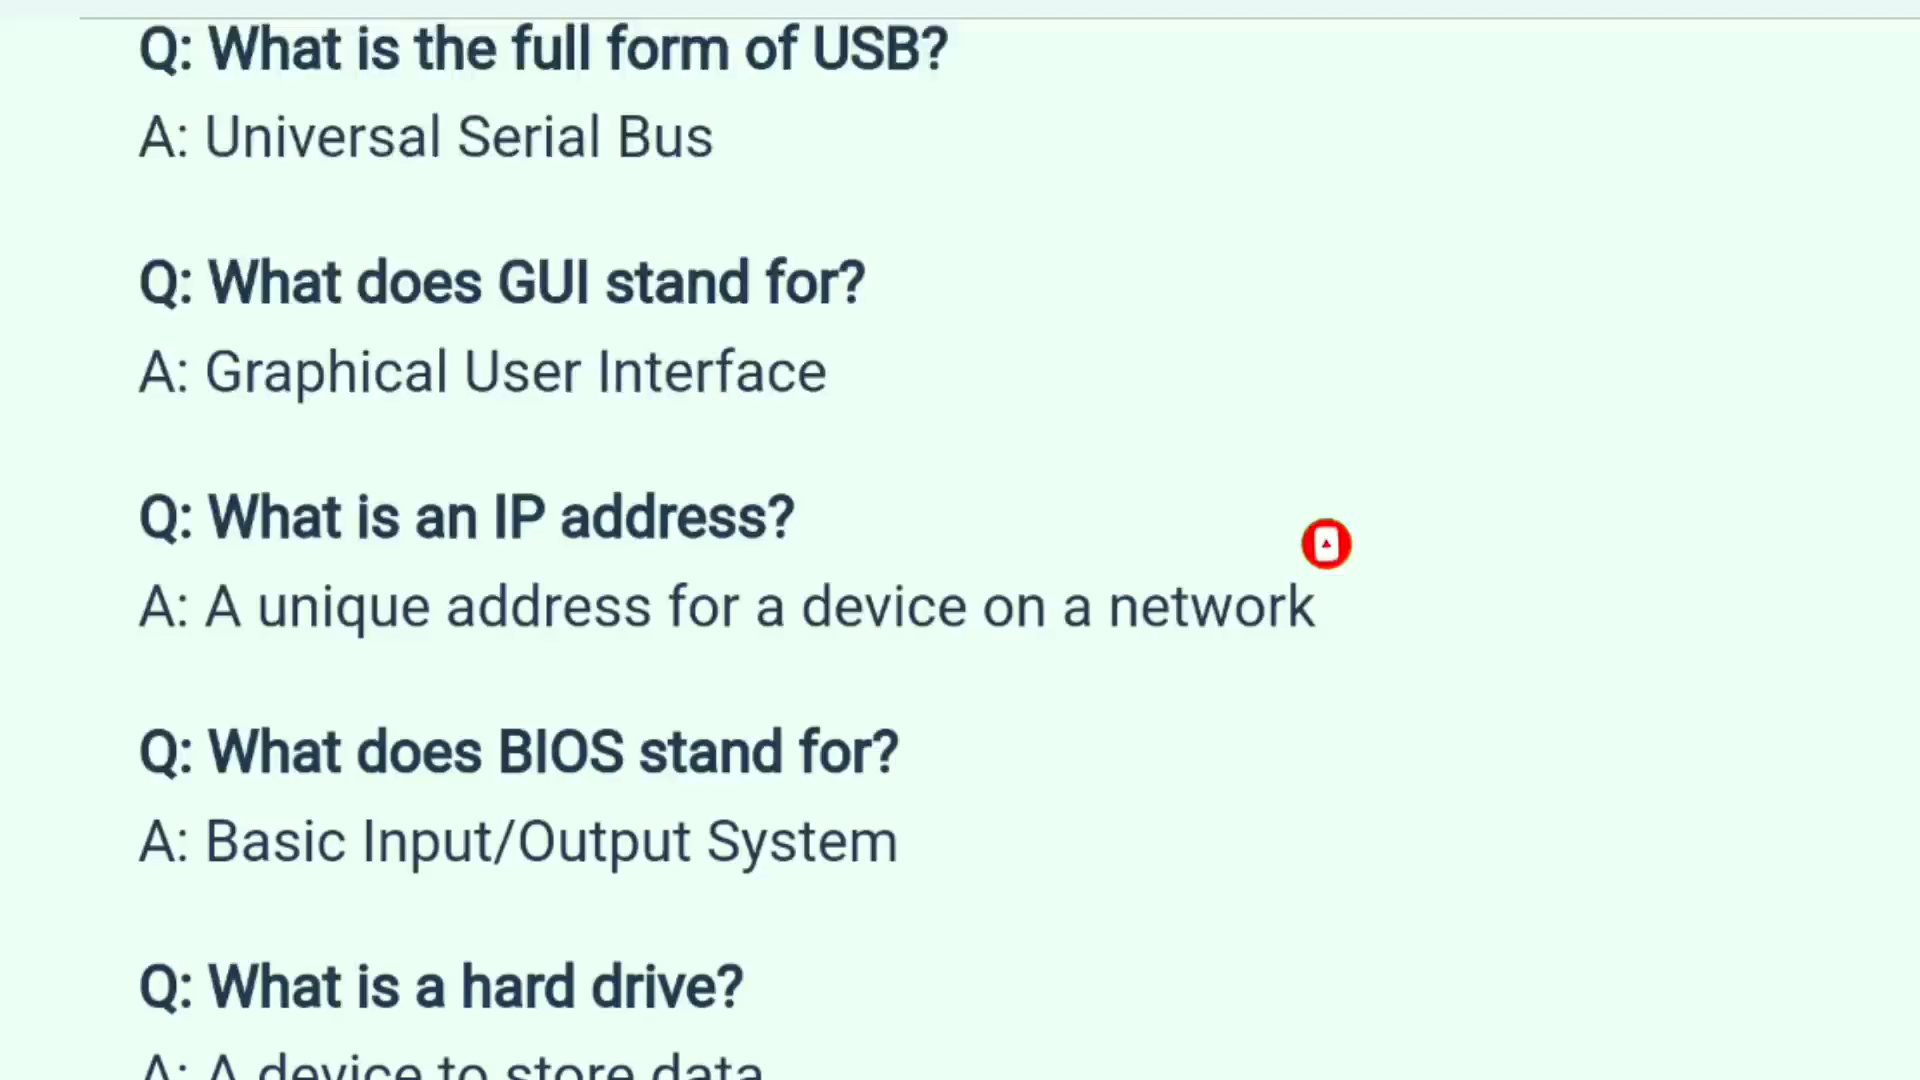 Q: What is the full form of USB?
A: Universal Serial Bus
Q: What does GUI stand for?
A: Graphical User Interface
Q: What is an IP address?
A: A unique address for a device on a network
Q: What does BIOS stand for?
A: Basic Input/Output System
Q: What is a hard drive?
A: A device to store data